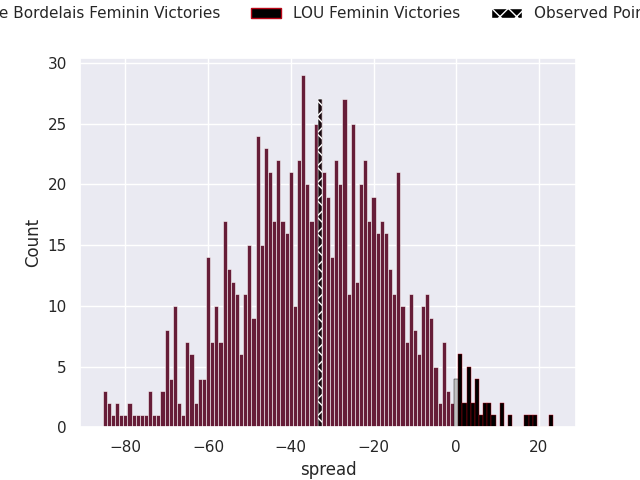 e Bordelais Feminin Victories LOU Feminin Victories Observed Poin
30
25
20
15
10
5
0
Count
−80 −60 −40 −20 0 20
spread